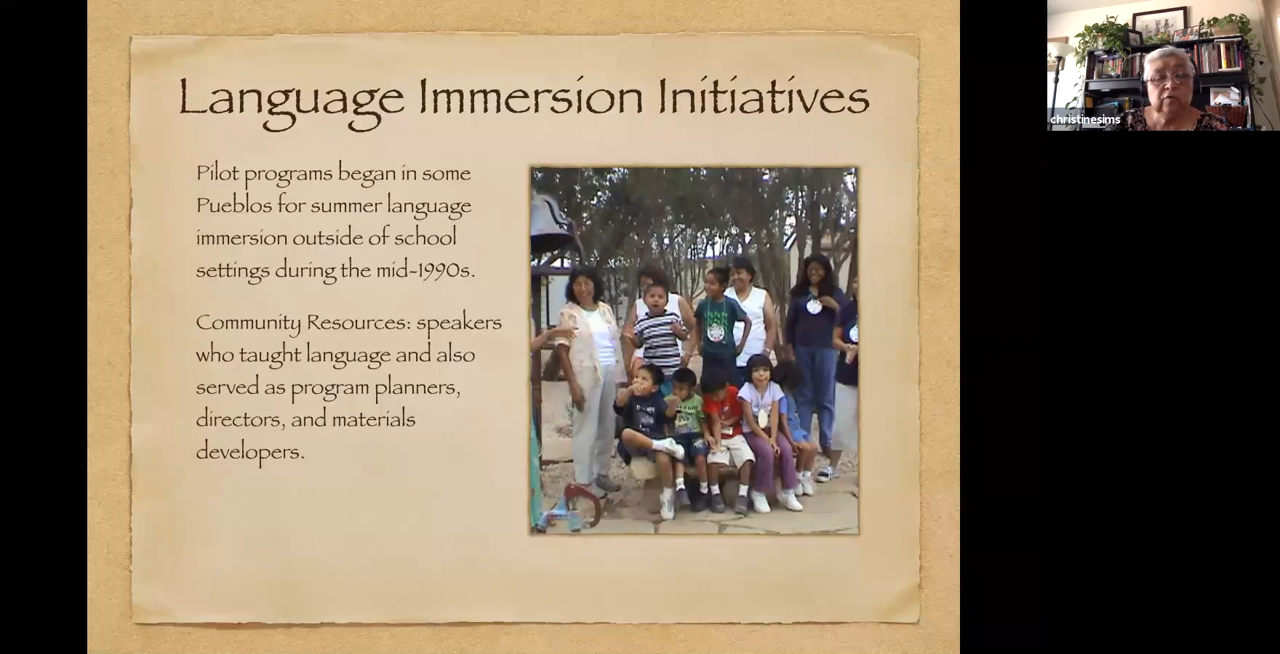 Language Immersion Initiatives
Pilot programs began in some
Pueblos for summer language
immersion outside of school
settings during the mid-1990s.
Community Resources: speakers
who taught language and also
served as program planners,
directors, and materials
developers.
christinesims